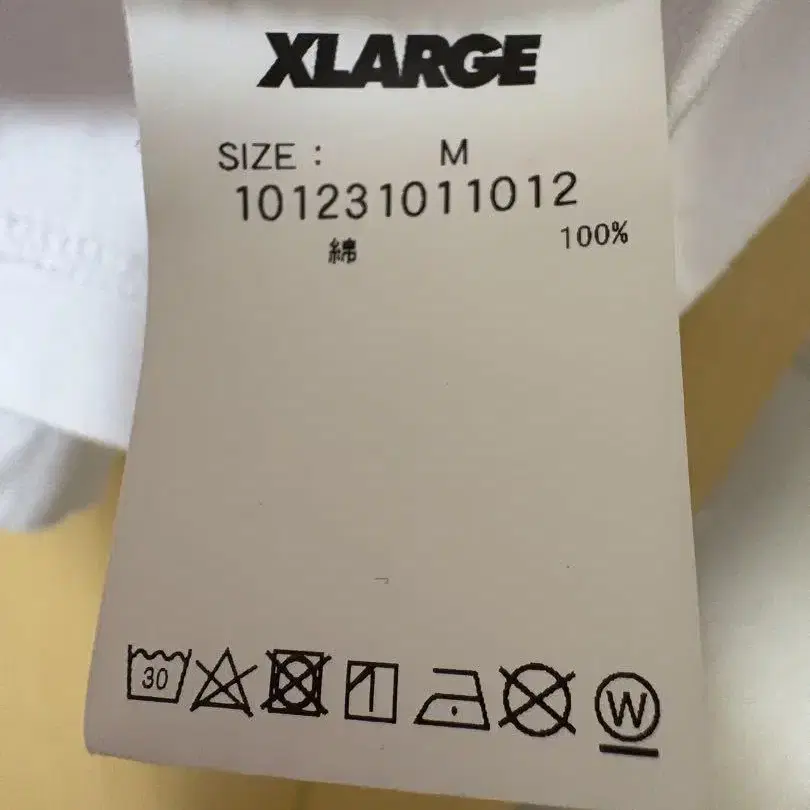 XLARGE
SIZE : M
101231011012
綿 100%
30
W